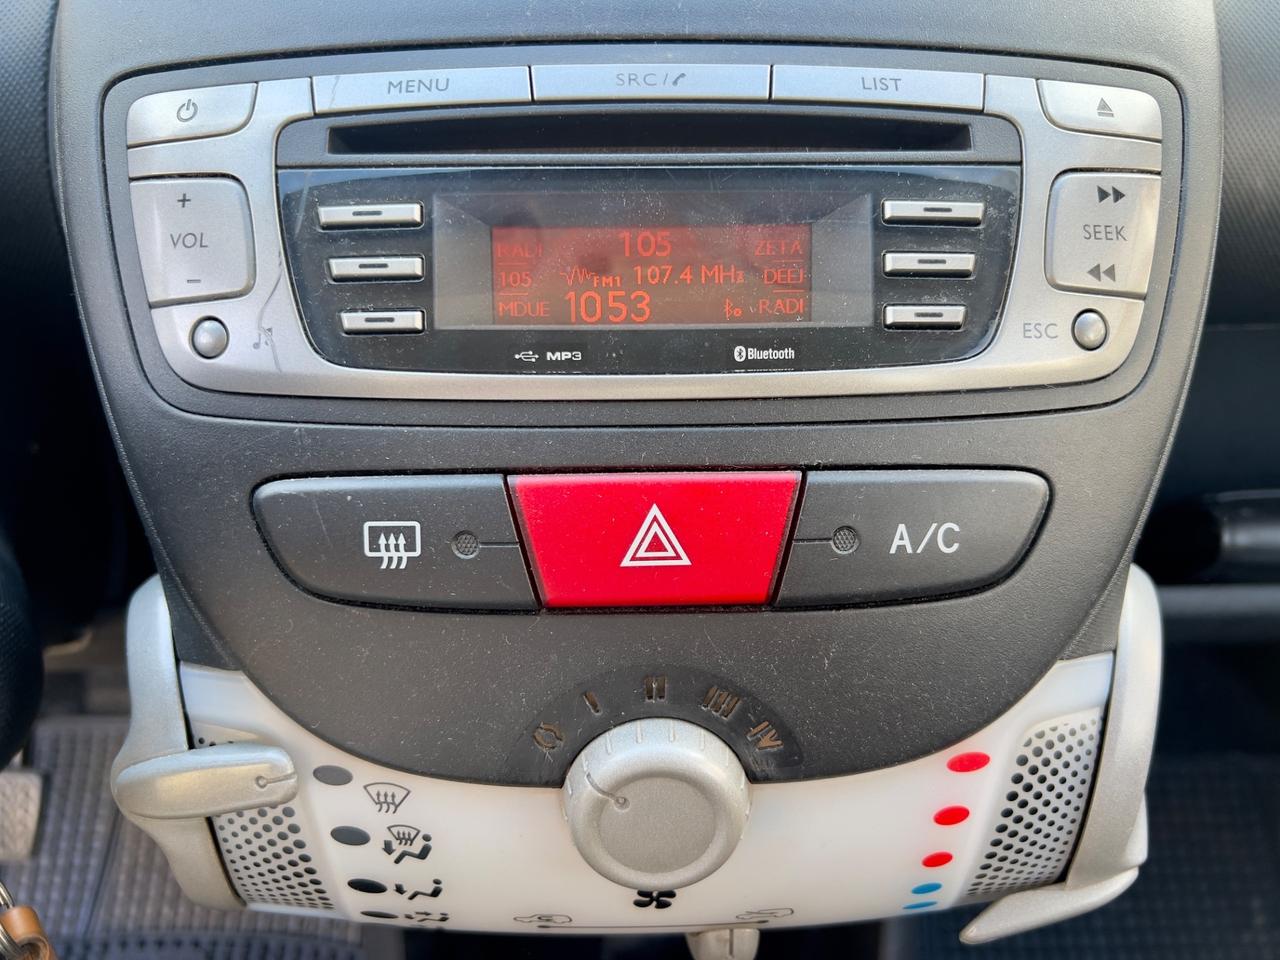 MENU SRC/ LIST
+
VOL
−
SEEK
ESC
RADI 105 ZETA
105. FM1 107.4 MHz DEEJ
MDUE 1053 RADI
MP3 Bluetooth
A/C
I II III IV